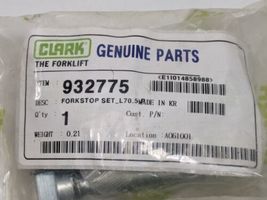 CLARK GENUINE PARTS
THE FORKLIFT
<E11014858988>
ITEM 932775
DESC : FORKSTOP SET_L70.5 MADE IN KR
Q'ty : 1 Cust. P/N:
WEIGHT : 0.21 Location : A061001